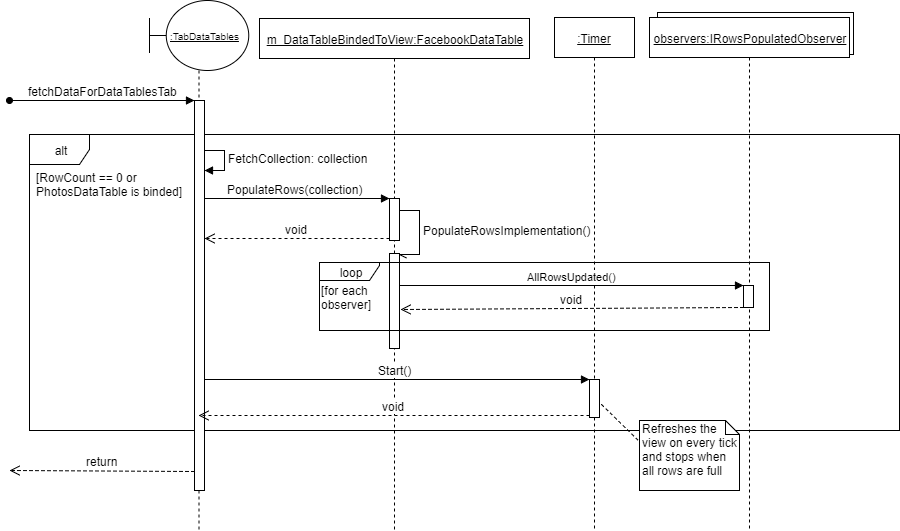 :TabDataTables
m_DataTableBindedToView:FacebookDataTable
:Timer
observers:IRowsPopulatedObserver
fetchDataForDataTablesTab
alt
[RowCount == 0 or
PhotosDataTable is binded]
FetchCollection: collection
PopulateRows(collection)
void
PopulateRowsImplementation()
loop
[for each
observer]
AllRowsUpdated()
void
Start()
void
Refreshes the
view on every tick
and stops when
all rows are full
return